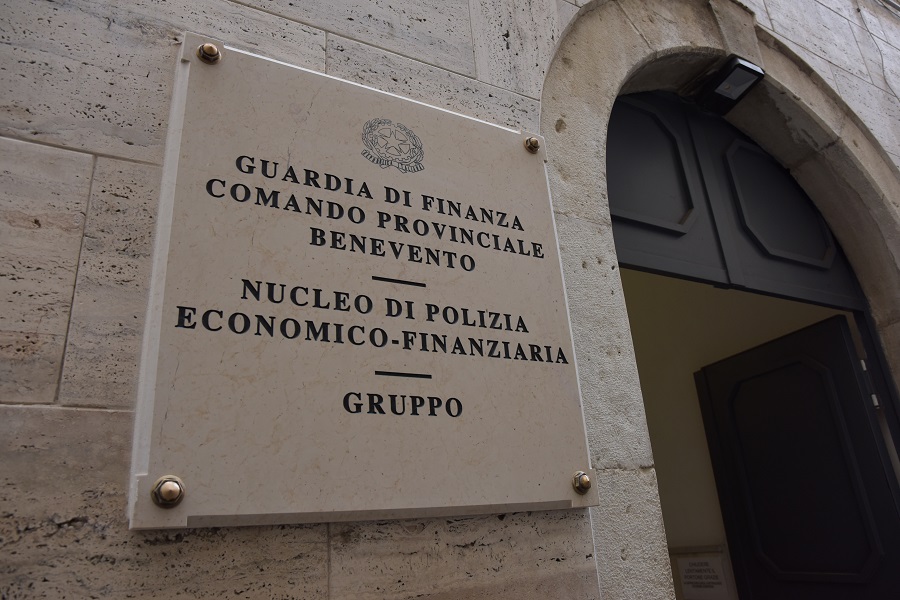 GUARDIA DI FINANZA
COMANDO PROVINCIALE
BENEVENTO
NUCLEO DI POLIZIA
ECONOMICO-FINANZIARIA
GRUPPO